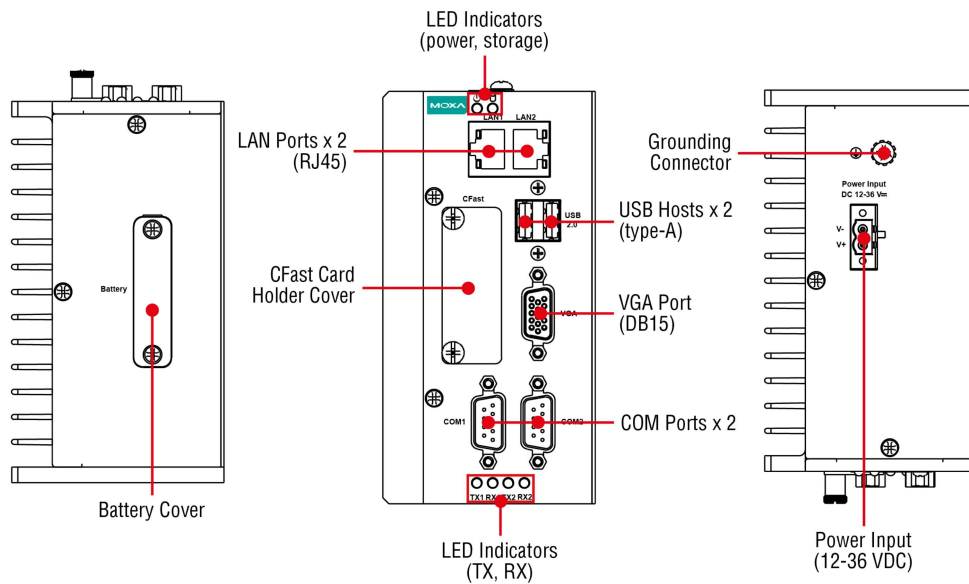 LED Indicators
(power, storage)
MOXA
LAN1 LAN2
LAN Ports x 2
(RJ45)
Grounding
Connector
Power Input
DC 12-36 V
CFast
USB
2.0
USB Hosts x 2
(type-A)
V-
V+
CFast Card
Holder Cover
Battery
VGA
VGA Port
(DB15)
COM1
COM2
COM Ports x 2
TX1 RX1 TX2 RX2
Battery Cover
LED Indicators
(TX, RX)
Power Input
(12-36 VDC)